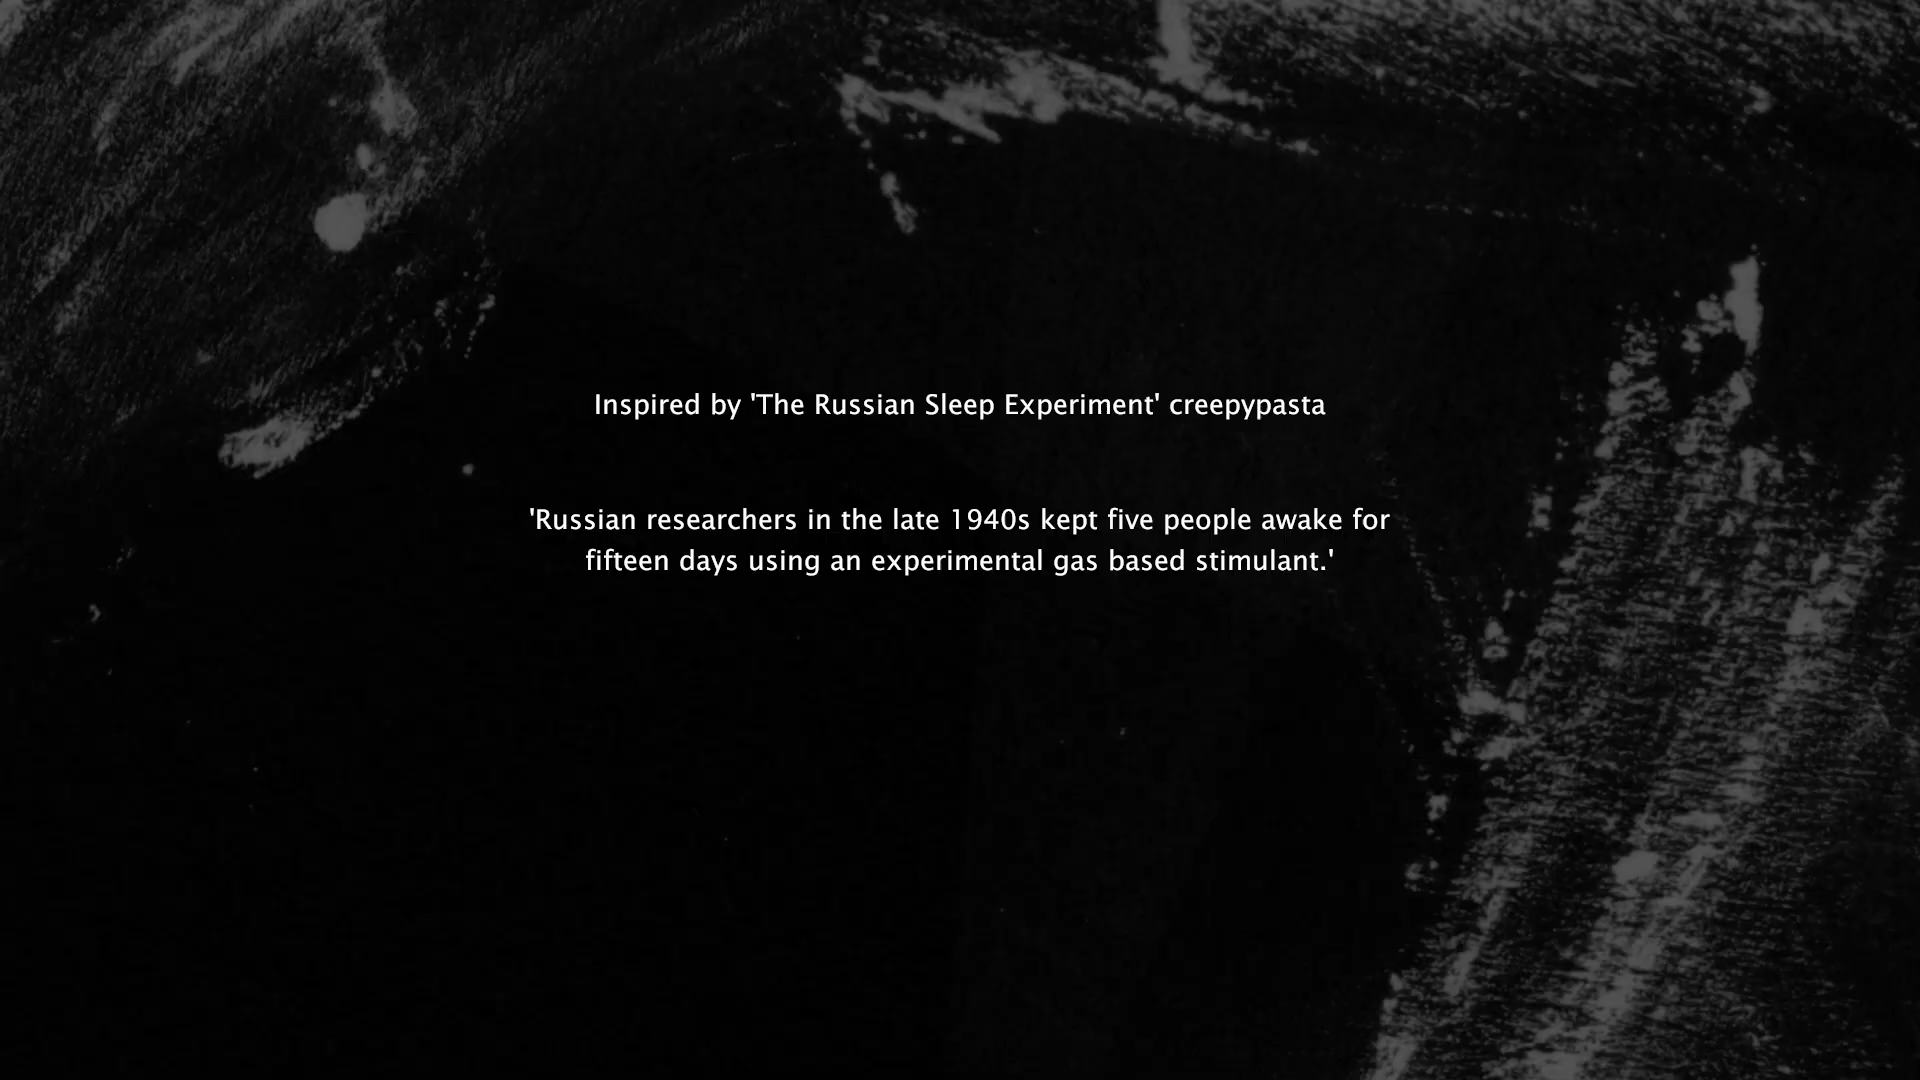 Inspired by 'The Russian Sleep Experiment' creepypasta
'Russian researchers in the late 1940s kept five people awake for
fifteen days using an experimental gas based stimulant.'